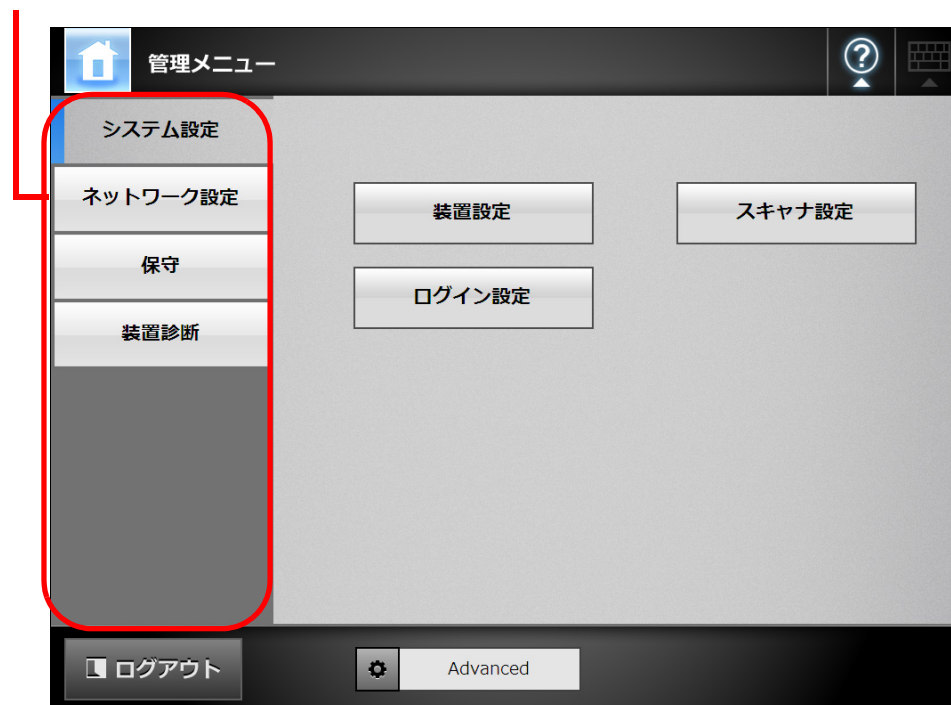 管理メニュー
?
システム設定
ネットワーク設定
保守
装置診断
装置設定
スキャナ設定
ログイン設定
ログアウト
Advanced